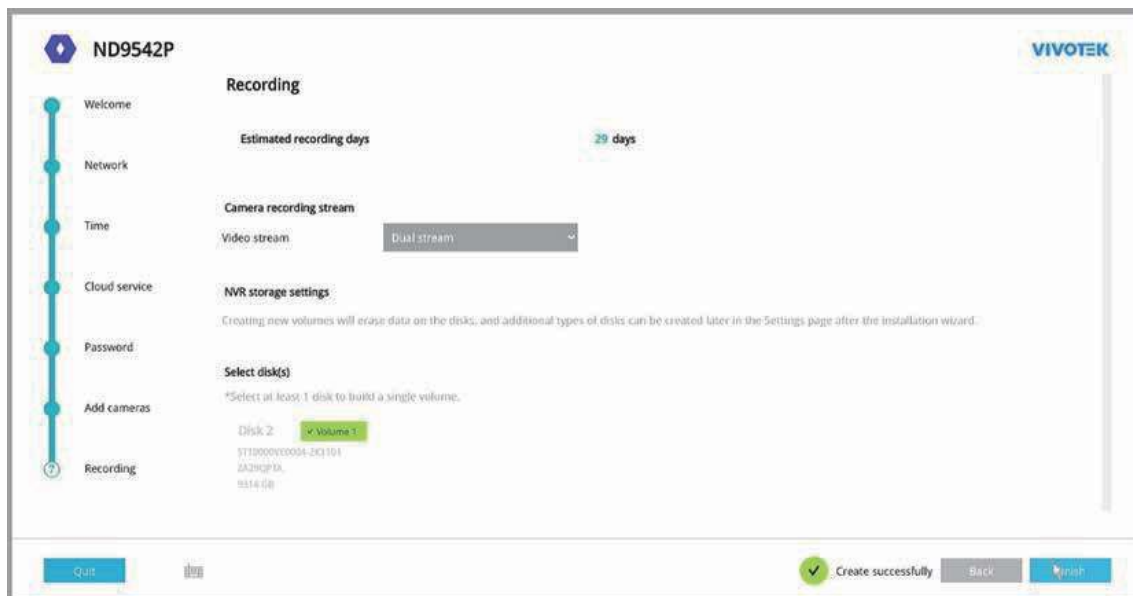 ND9542P
VIVOTEK
Welcome
Network
Time
Cloud service
Password
Add cameras
Recording
Recording
Estimated recording days 29 days
Camera recording stream
Video stream Dual stream
NVR storage settings
Creating new volumes will erase data on the disks, and additional types of disks can be created later in the Settings page after the installation wizard.
Select disk(s)
*Select at least 1 disk to build a single volume.
Disk 2 Volume 1
9314 GB
Quit
Create successfully
Back
Finish